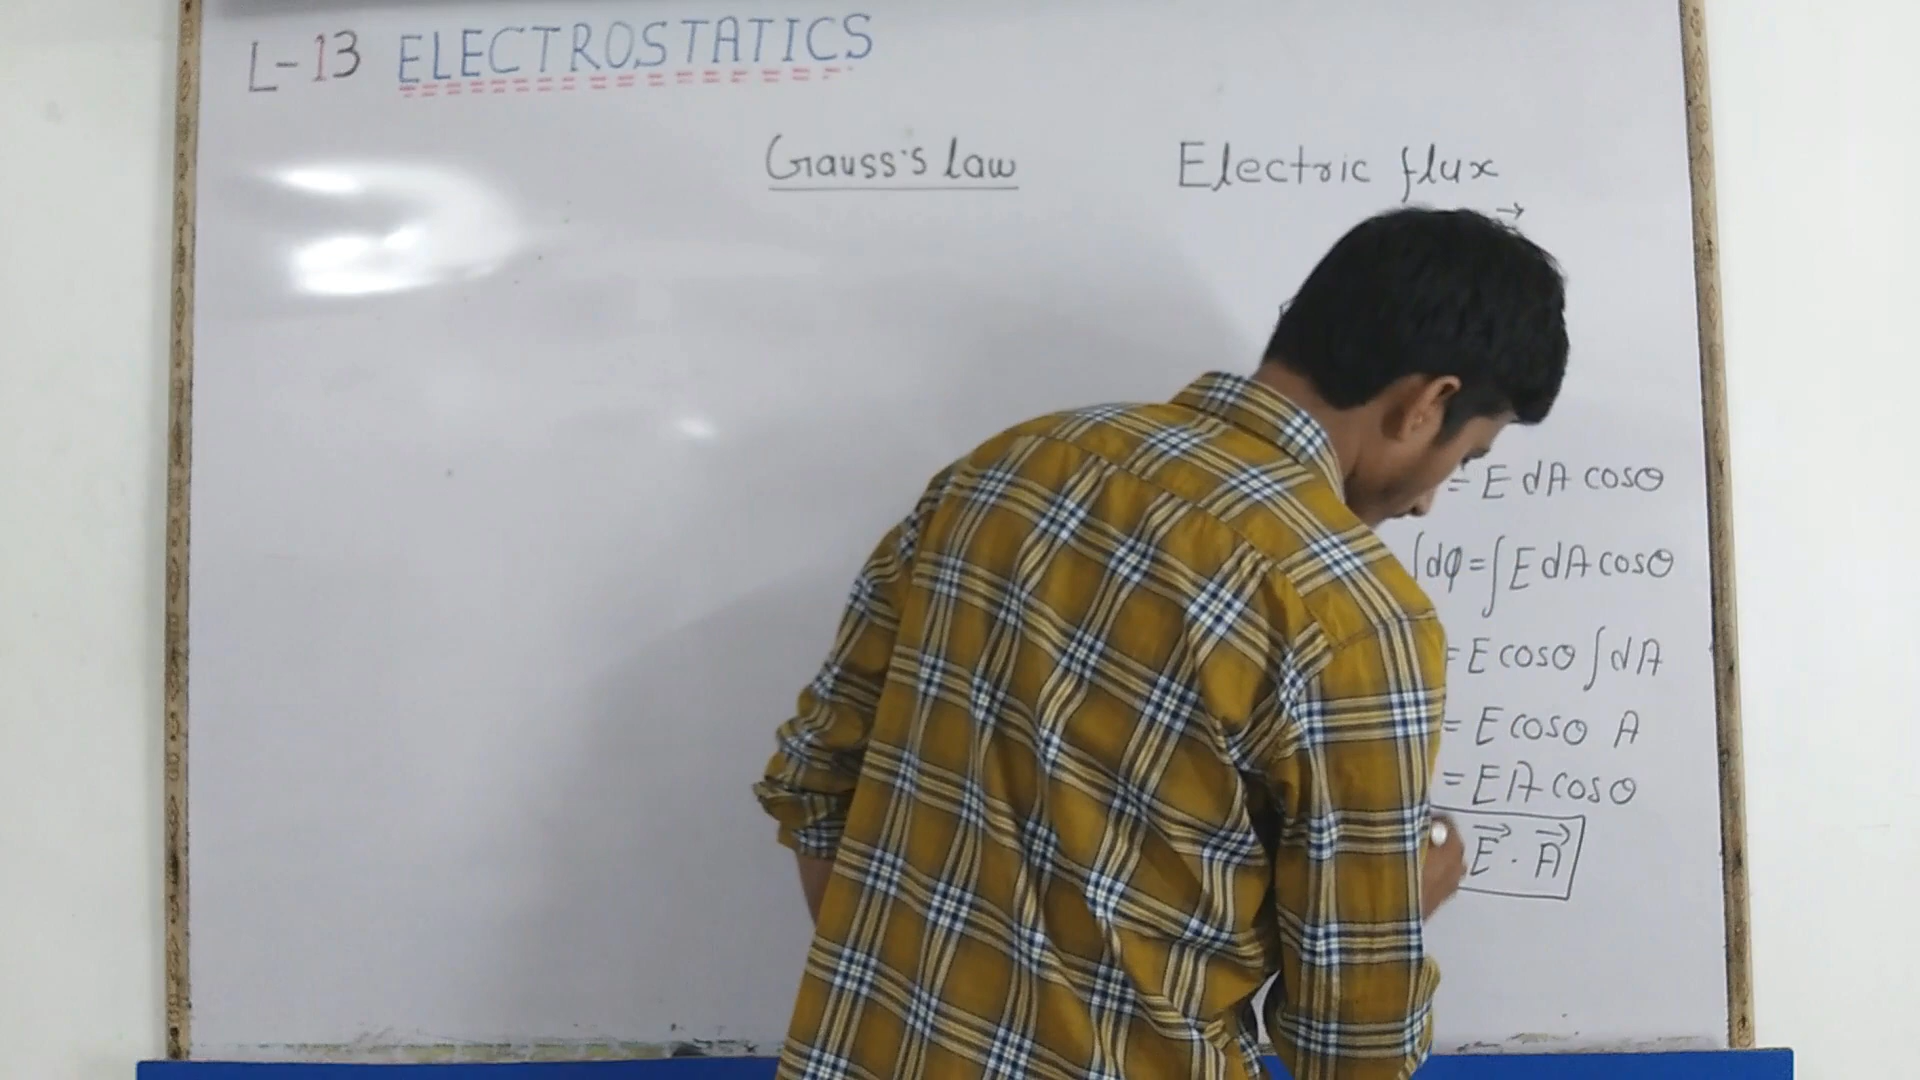 L-13 ELECTROSTATICS
Gauss's law
Electric flux
= E dA cosθ
∫dφ = ∫ E dA cosθ
= E cosθ ∫ dA
= E cosθ A
= EA cosθ
E⃗ · A⃗